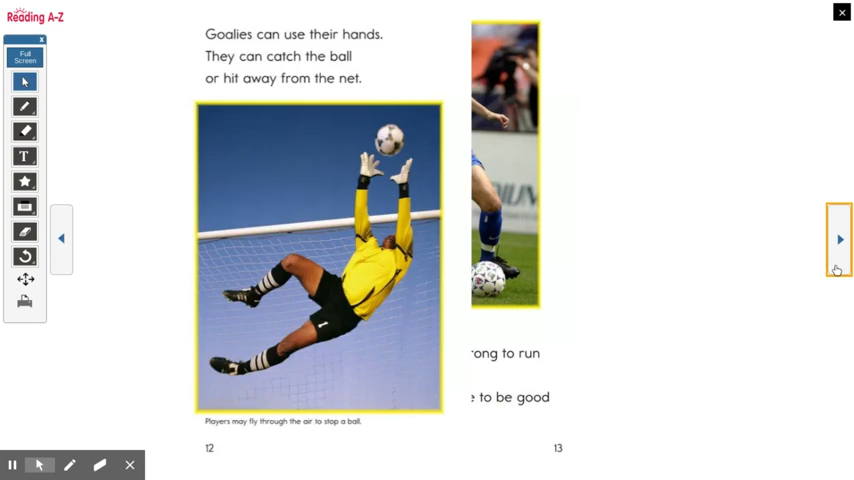 Reading A-Z
x
Full
Screen
T
Goalies can use their hands.
They can catch the ball
or hit away from the net.
1
Players may fly through the air to stop a ball.
12
rong to run
e to be good
13